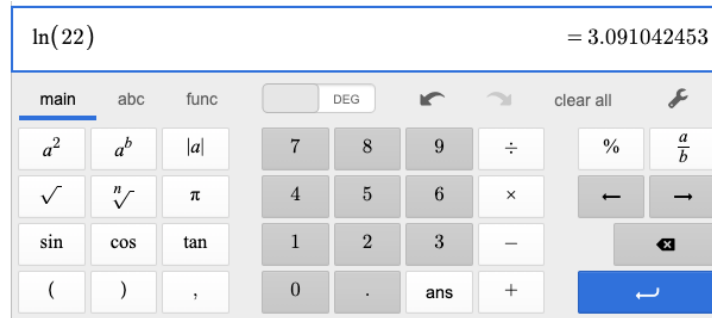 ln(22) = 3.091042453
main abc func DEG clear all
a² aᵇ |a| 7 8 9 ÷ % a/b
√ ⁿ√ π 4 5 6 × ← →
sin cos tan 1 2 3 −
( ) , 0 . ans +